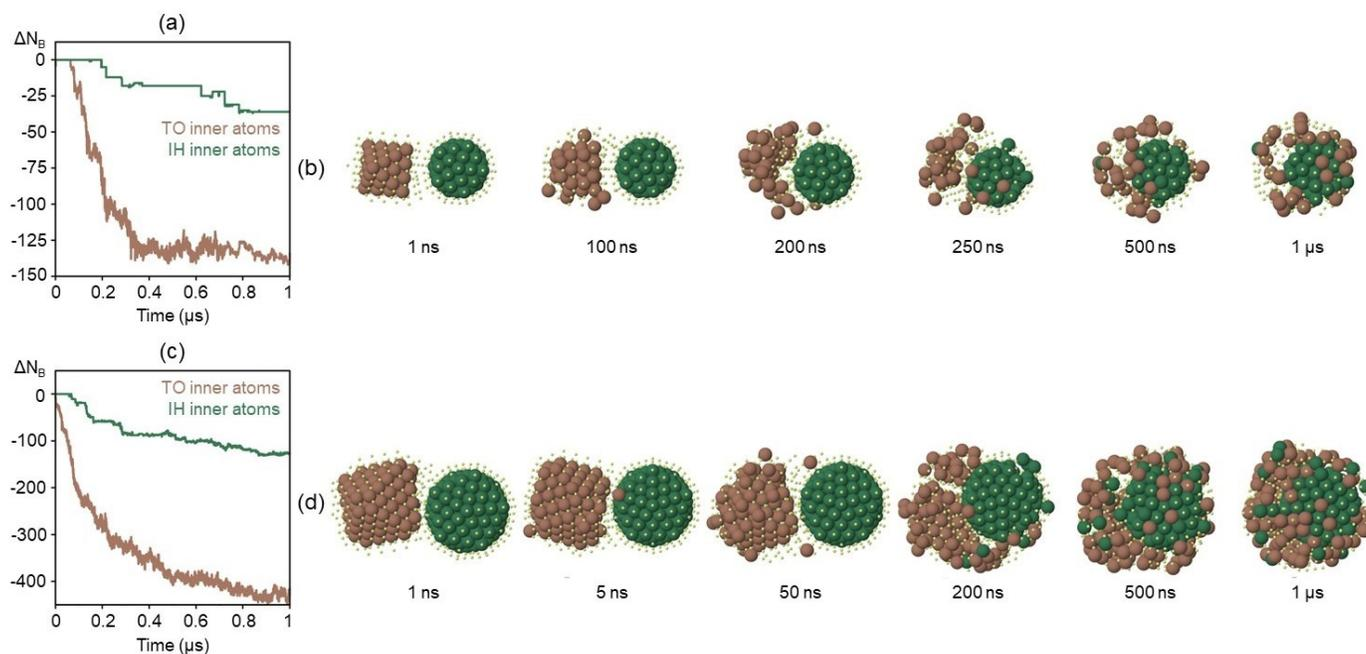 (a)
ΔN_B
0
-25
-50
-75
-100
-125
-150
TO inner atoms
IH inner atoms
0 0.2 0.4 0.6 0.8 1
Time (µs)
(b)
1 ns 100 ns 200 ns 250 ns 500 ns 1 µs
(c)
ΔN_B
0
-100
-200
-300
-400
TO inner atoms
IH inner atoms
0 0.2 0.4 0.6 0.8 1
Time (µs)
(d)
1 ns 5 ns 50 ns 200 ns 500 ns 1 µs